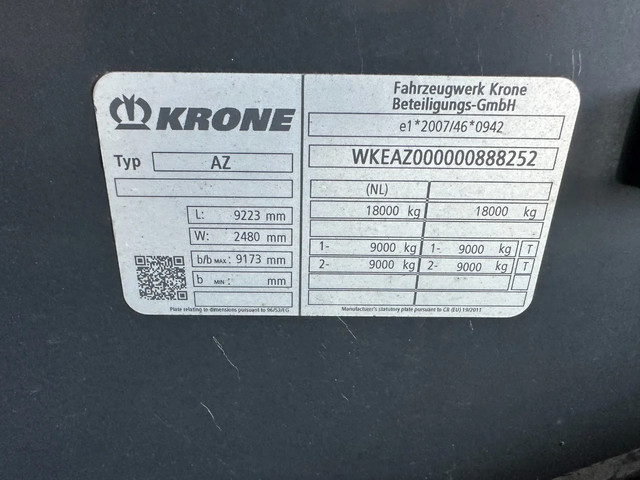 KRONE
Typ AZ
L: 9223 mm
W: 2480 mm
b/b MAX: 9173 mm
b MIN: mm
Plate relating to dimensions pursuant to 96/53/EG
Fahrzeugwerk Krone
Beteiligungs-GmbH
e1*2007/46*0942
WKEAZ000000888252
(NL)
18000 kg 18000 kg
1- 9000 kg 1- 9000 kg T
2- 9000 kg 2- 9000 kg T
Manufacturer's statutory plate pursuant to CR (EU) 19/2011